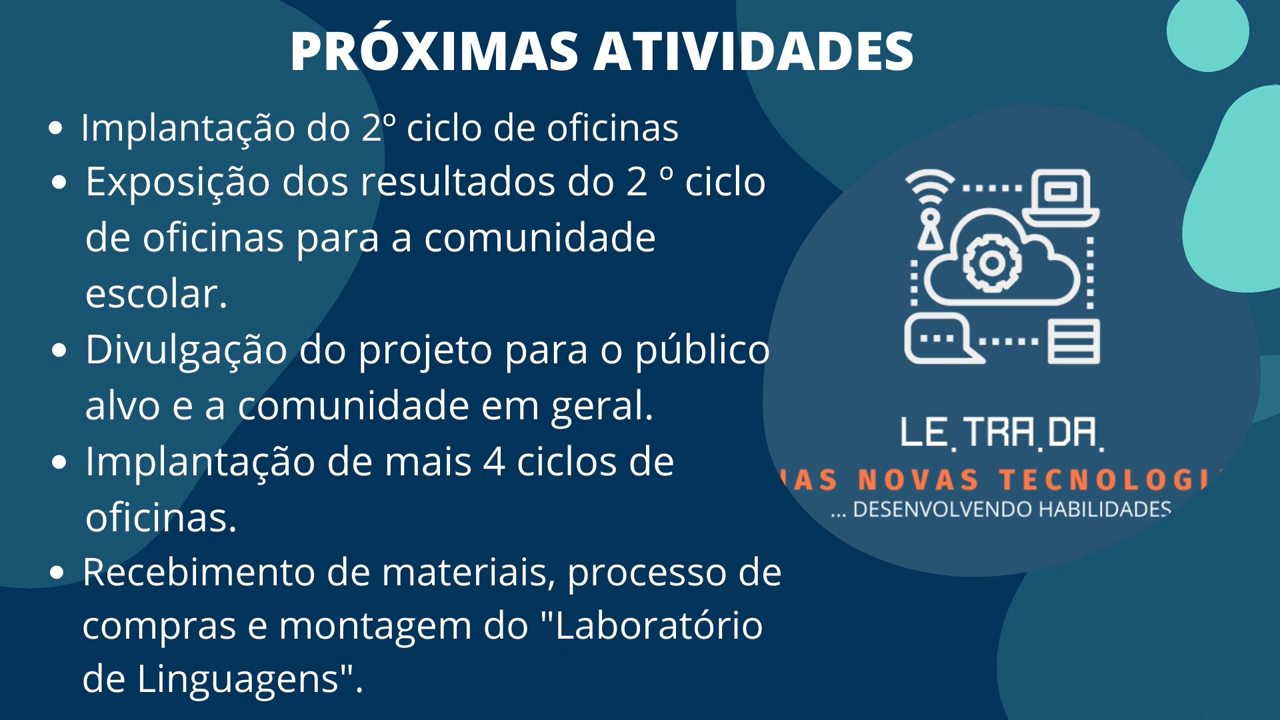 PRÓXIMAS ATIVIDADES
• Implantação do 2º ciclo de oficinas
• Exposição dos resultados do 2 º ciclo
de oficinas para a comunidade
escolar.
• Divulgação do projeto para o público
alvo e a comunidade em geral.
• Implantação de mais 4 ciclos de
oficinas.
• Recebimento de materiais, processo de
compras e montagem do "Laboratório
de Linguagens".
LE.TRA.DA.
NAS NOVAS TECNOLOGI
... DESENVOLVENDO HABILIDADES